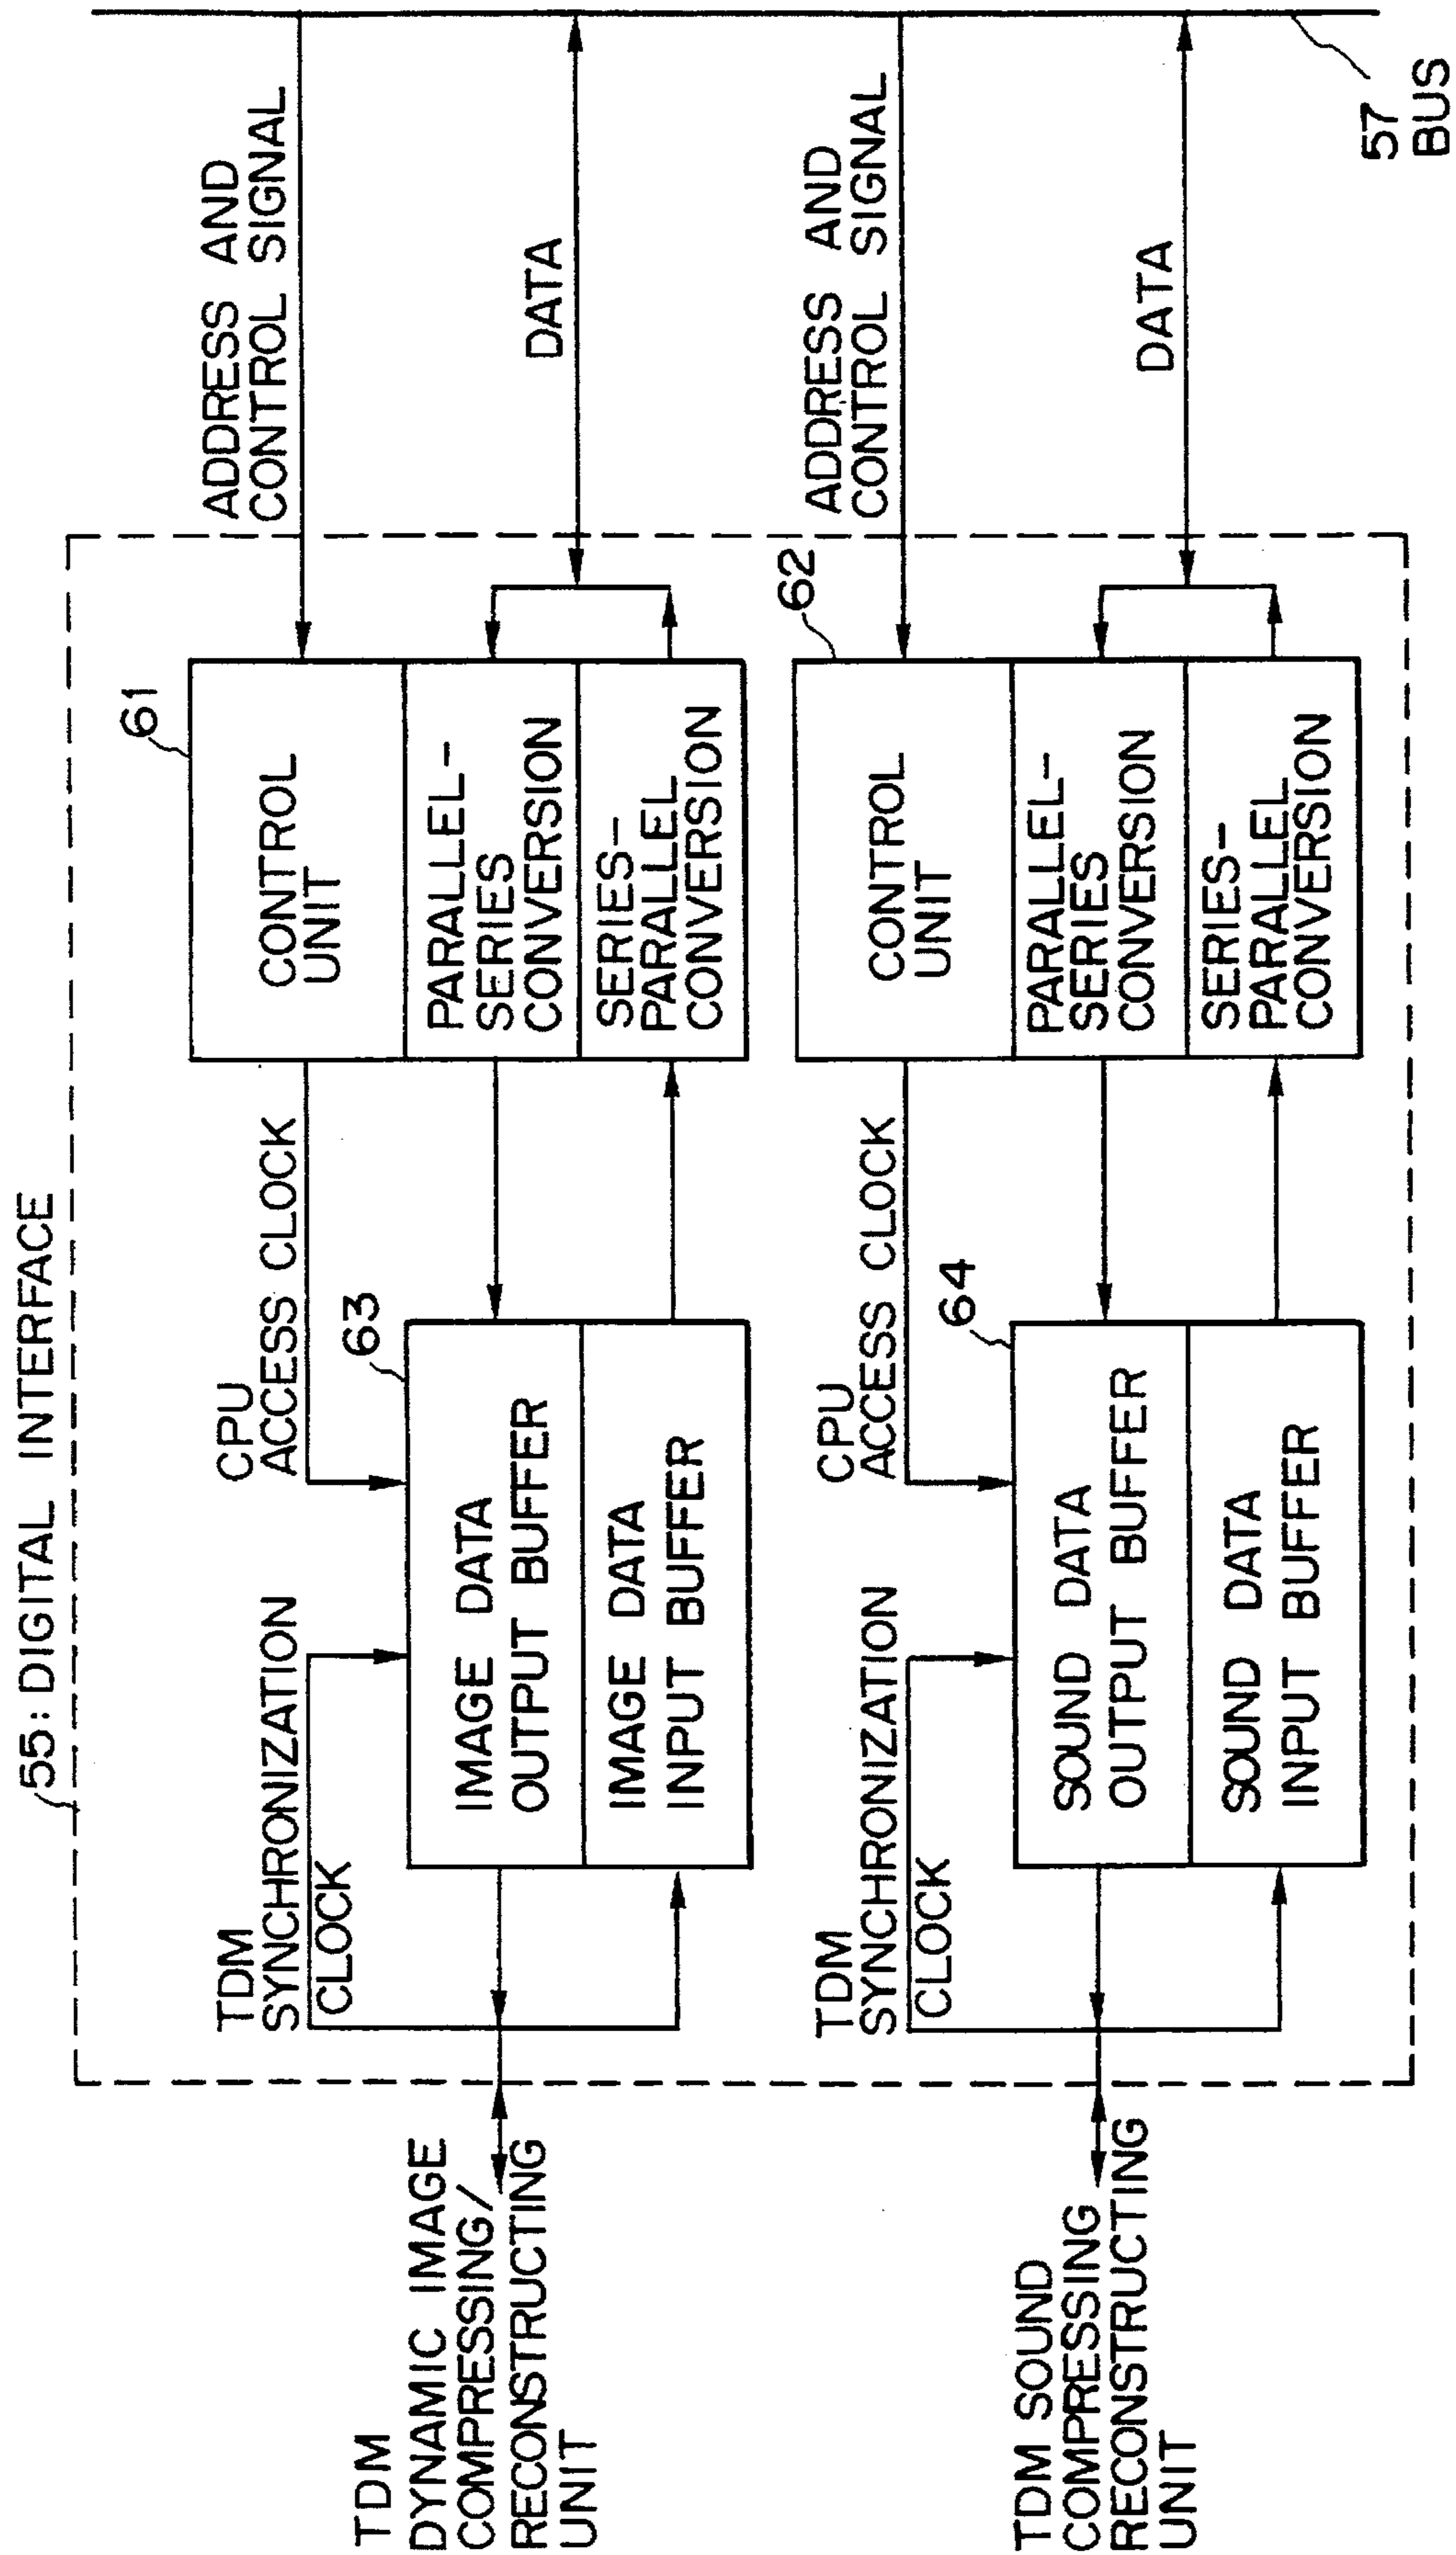 55: DIGITAL INTERFACE
TDM
DYNAMIC IMAGE
COMPRESSING/
RECONSTRUCTING
UNIT
TDM
SYNCHRONIZATION
CLOCK
CPU
ACCESS CLOCK
63
IMAGE DATA
OUTPUT BUFFER
IMAGE DATA
INPUT BUFFER
61
CONTROL
UNIT
PARALLEL-
SERIES
CONVERSION
SERIES-
PARALLEL
CONVERSION
ADDRESS AND
CONTROL SIGNAL
DATA
TDM SOUND
COMPRESSING
RECONSTRUCTING
UNIT
TDM
SYNCHRONIZATION
CLOCK
CPU
ACCESS CLOCK
64
SOUND DATA
OUTPUT BUFFER
SOUND DATA
INPUT BUFFER
62
CONTROL
UNIT
PARALLEL-
SERIES
CONVERSION
SERIES-
PARALLEL
CONVERSION
ADDRESS AND
CONTROL SIGNAL
DATA
57
BUS